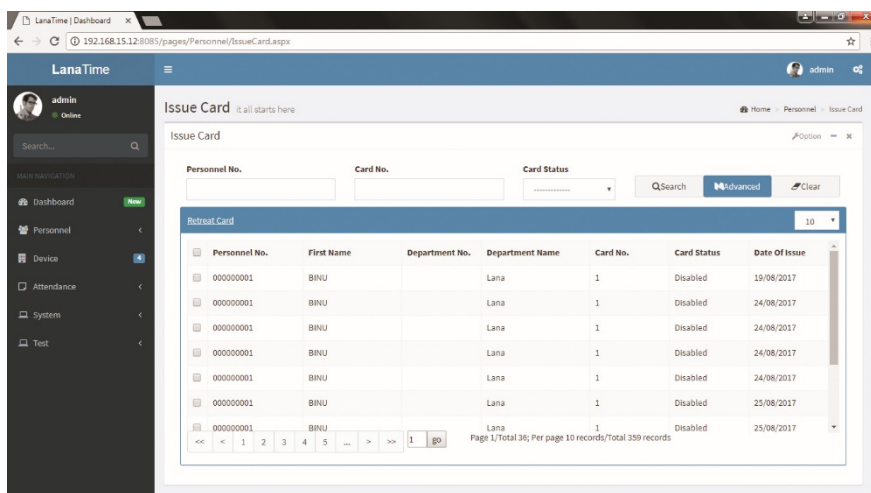 LanaTime | Dashboard
192.168.15.12:8085/pages/Personnel/IssueCard.aspx
LanaTime
admin
admin
Online
Search...
MAIN NAVIGATION
Dashboard New
Personnel
Device 4
Attendance
System
Test
Issue Card it all starts here
Home > Personnel > Issue Card
Issue Card
Option
Personnel No. Card No. Card Status
-------------
Search Advanced Clear
Retreat Card 10
Personnel No. First Name Department No. Department Name Card No. Card Status Date Of Issue
000000001 BINU Lana 1 Disabled 19/08/2017
000000001 BINU Lana 1 Disabled 24/08/2017
000000001 BINU Lana 1 Disabled 24/08/2017
000000001 BINU Lana 1 Disabled 24/08/2017
000000001 BINU Lana 1 Disabled 24/08/2017
000000001 BINU Lana 1 Disabled 25/08/2017
000000001 BINU Lana 1 Disabled 25/08/2017
<< < 1 2 3 4 5 ... > >> 1 go Page 1/Total 36; Per page 10 records/Total 359 records